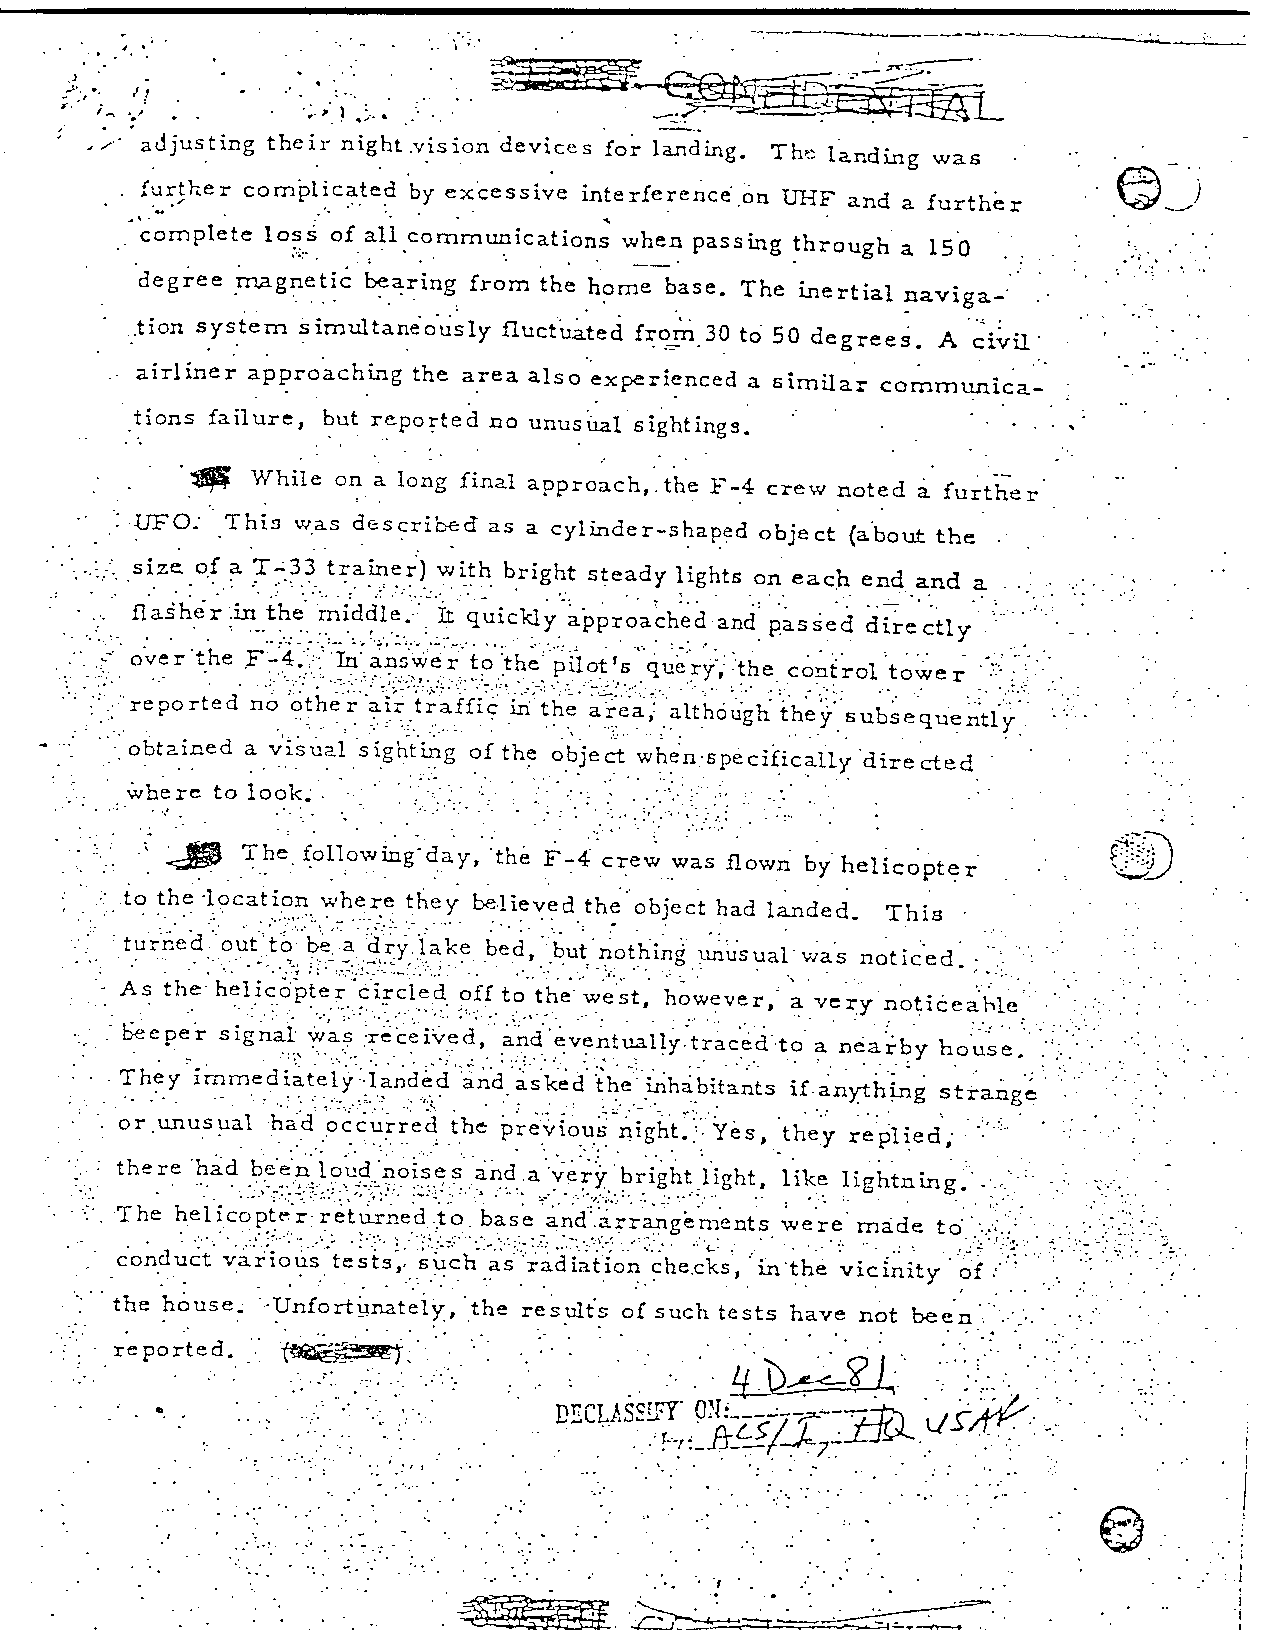 CONFIDENTIAL
adjusting their night vision devices for landing. The landing was
further complicated by excessive interference on UHF and a further
complete loss of all communications when passing through a 150
degree magnetic bearing from the home base. The inertial naviga-
tion system simultaneously fluctuated from 30 to 50 degrees. A civil
airliner approaching the area also experienced a similar communica-
tions failure, but reported no unusual sightings.
While on a long final approach, the F-4 crew noted a further
UFO. This was described as a cylinder-shaped object (about the
size of a T-33 trainer) with bright steady lights on each end and a
flasher in the middle. It quickly approached and passed directly
over the F-4. In answer to the pilot's query, the control tower
reported no other air traffic in the area, although they subsequently
obtained a visual sighting of the object when specifically directed
where to look.
The following day, the F-4 crew was flown by helicopter
to the location where they believed the object had landed. This
turned out to be a dry lake bed, but nothing unusual was noticed.
As the helicopter circled off to the west, however, a very noticeable
beeper signal was received, and eventually traced to a nearby house.
They immediately landed and asked the inhabitants if anything strange
or unusual had occurred the previous night. Yes, they replied,
there had been loud noises and a very bright light, like lightning.
The helicopter returned to base and arrangements were made to
conduct various tests, such as radiation checks, in the vicinity of
the house. Unfortunately, the results of such tests have not been
reported.
4 Dec 81
DECLASSIFY ON:
ACS/I, HQ USAF